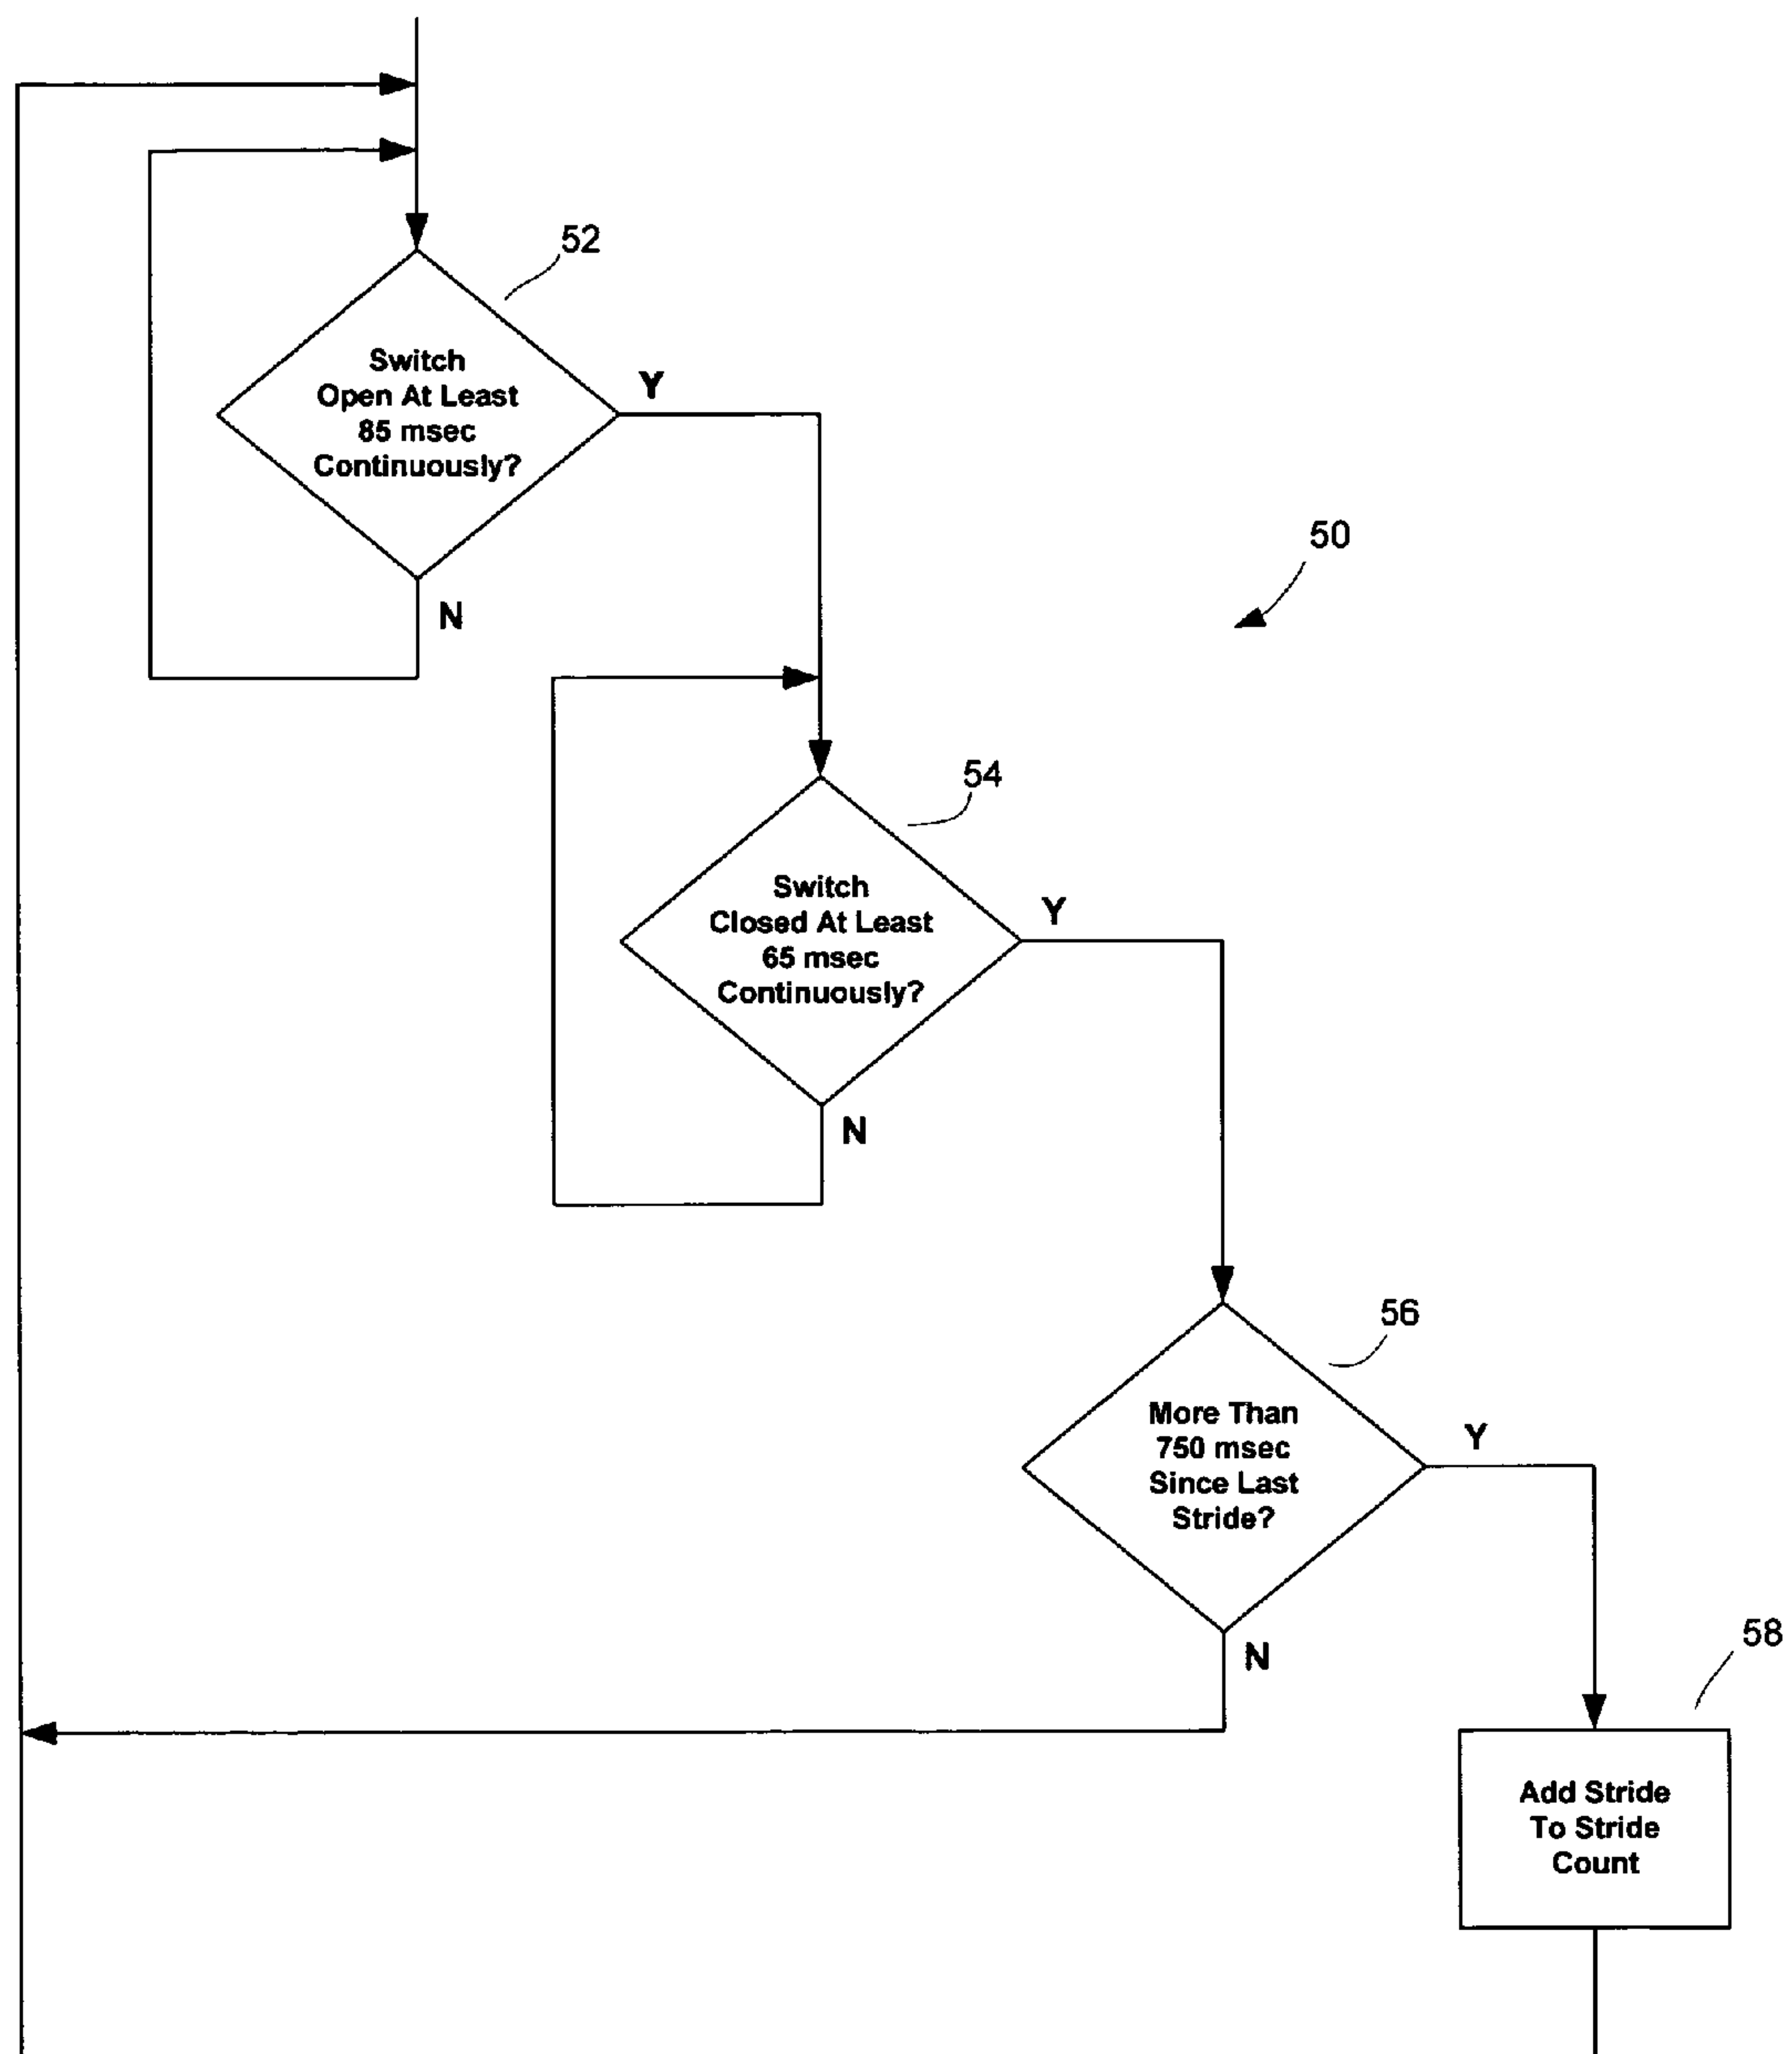 52
Switch
Open At Least
85 msec
Continuously?
Y
N
50
54
Switch
Closed At Least
65 msec
Continuously?
Y
N
56
More Than
750 msec
Since Last
Stride?
Y
N
58
Add Stride
To Stride
Count